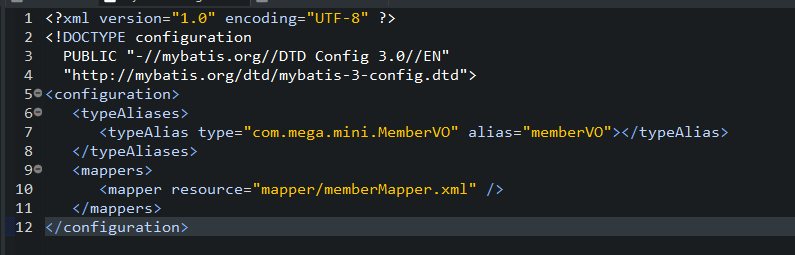 1 <?xml version="1.0" encoding="UTF-8" ?>
2 <!DOCTYPE configuration
3   PUBLIC "-//mybatis.org//DTD Config 3.0//EN"
4   "http://mybatis.org/dtd/mybatis-3-config.dtd">
5 <configuration>
6    <typeAliases>
7       <typeAlias type="com.mega.mini.MemberVO" alias="memberVO"></typeAlias>
8    </typeAliases>
9    <mappers>
10       <mapper resource="mapper/memberMapper.xml" />
11    </mappers>
12 </configuration>